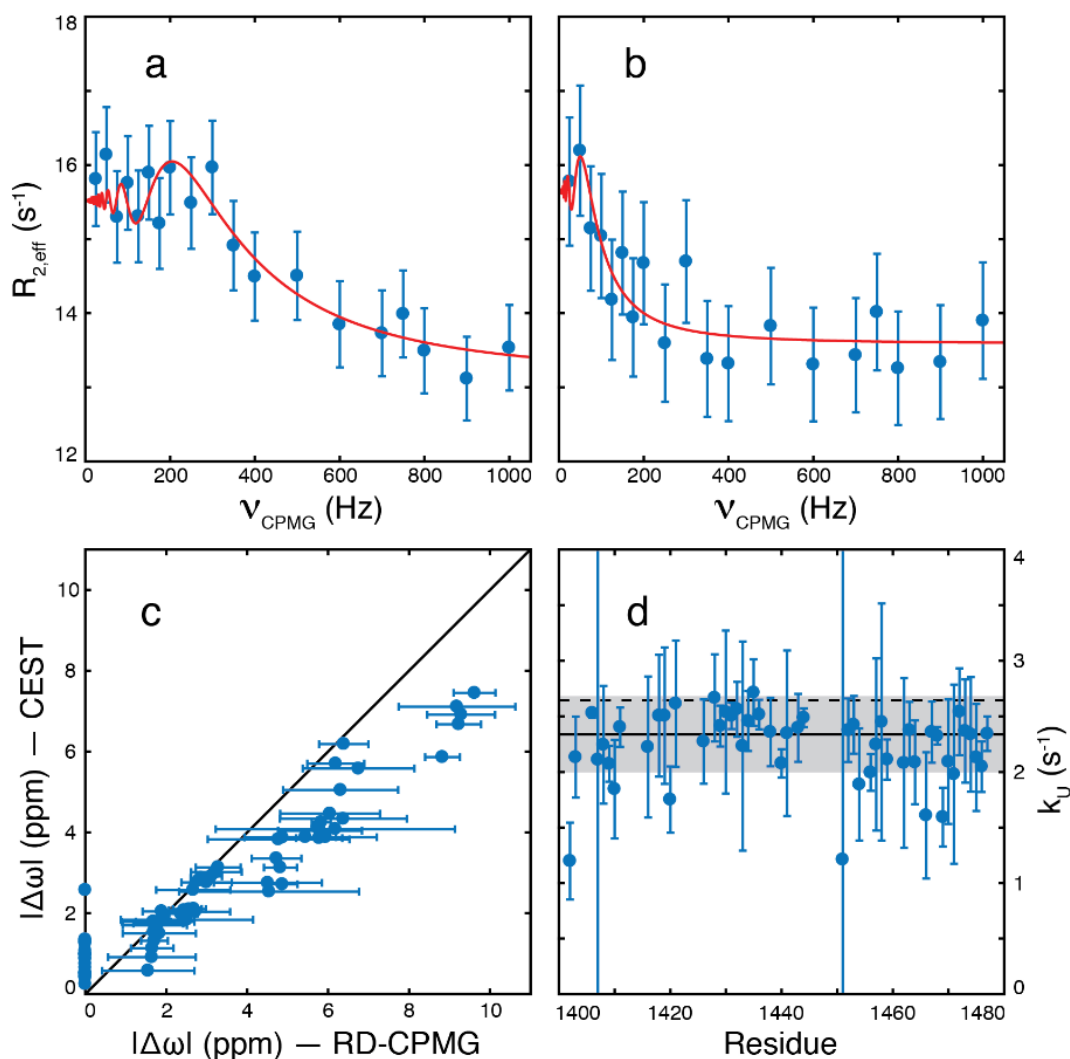 18
16
14
12
R2,eff (s-1)
a
0 200 400 600 800 1000
νCPMG (Hz)
b
0 200 400 600 800 1000
νCPMG (Hz)
10
8
6
4
2
0
|Δω| (ppm) — CEST
c
0 2 4 6 8 10
|Δω| (ppm) — RD-CPMG
d
4
3
2
1
0
kU (s-1)
1400 1420 1440 1460 1480
Residue